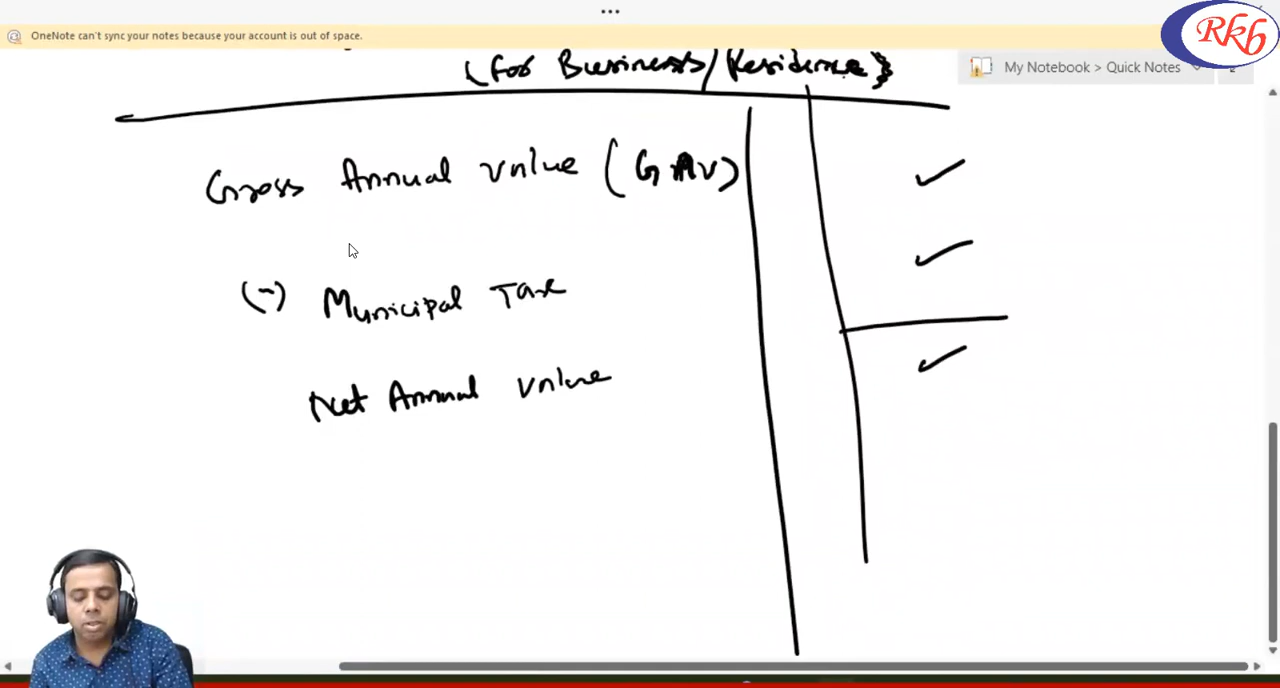 ...
OneNote can't sync your notes because your account is out of space.
Rkb
My Notebook > Quick Notes
(For Business/Residence}
Gross Annual Value (GAV)
(-) Municipal Tax
Net Annual Value